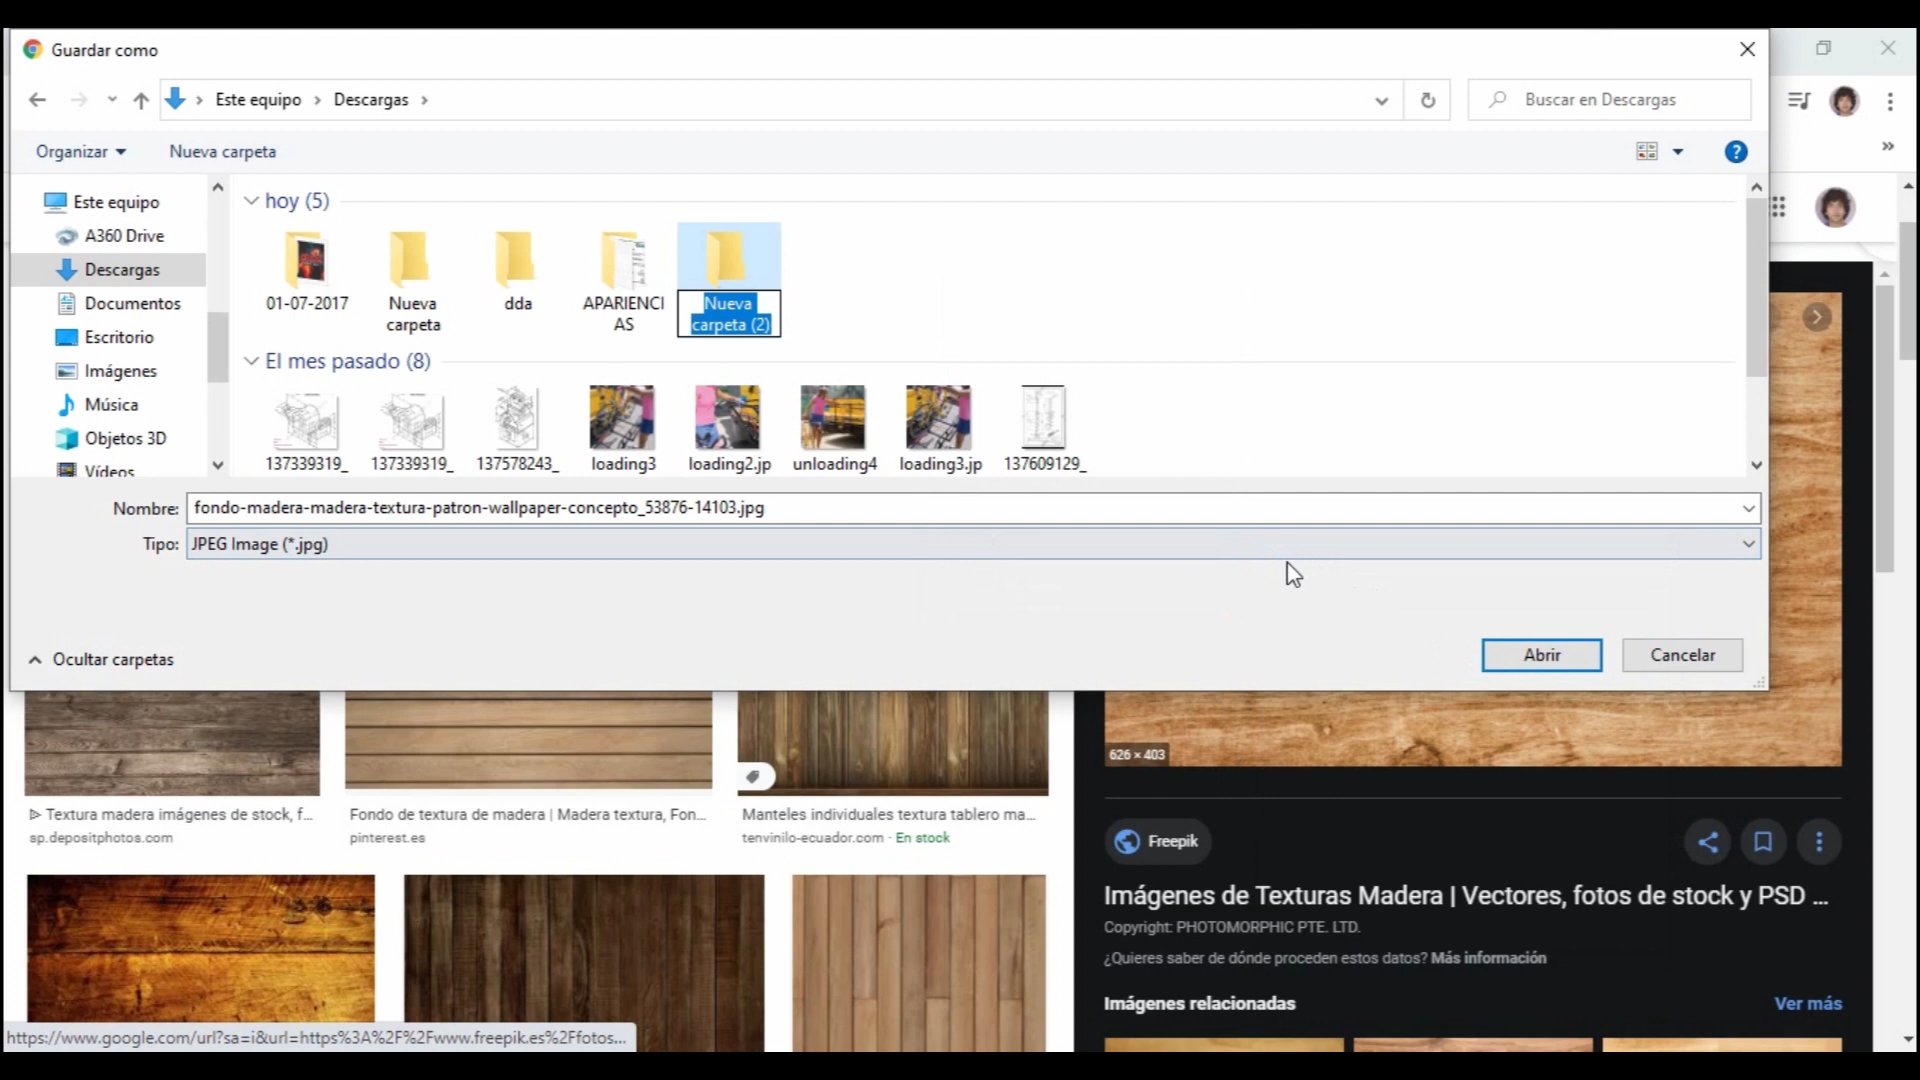 Guardar como
Este equipo
Descargas
Buscar en Descargas
Organizar
Nueva carpeta
Este equipo
A360 Drive
Descargas
Documentos
Escritorio
Imágenes
Música
Objetos 3D
Vídeos
hoy (5)
01-07-2017
Nueva
carpeta
dda
APARIENCI
AS
Nueva
carpeta (2)
El mes pasado (8)
137339319_
137339319_
137578243_
loading3
loading2.jp
unloading4
loading3.jp
137609129_
Nombre: fondo-madera-madera-textura-patron-wallpaper-concepto_53876-14103.jpg
Tipo: JPEG Image (*.jpg)
Ocultar carpetas
Abrir
Cancelar
626 × 403
Textura madera imágenes de stock, f...
sp.depositphotos.com
Fondo de textura de madera | Madera textura, Fon...
pinterest.es
Manteles individuales textura tablero ma...
tenvinilo-ecuador.com · En stock
Freepik
Imágenes de Texturas Madera | Vectores, fotos de stock y PSD ...
Copyright: PHOTOMORPHIC PTE. LTD.
¿Quieres saber de dónde proceden estos datos? Más información
Imágenes relacionadas
Ver más
https://www.google.com/url?sa=i&url=https%3A%2F%2Fwww.freepik.es%2Ffotos...